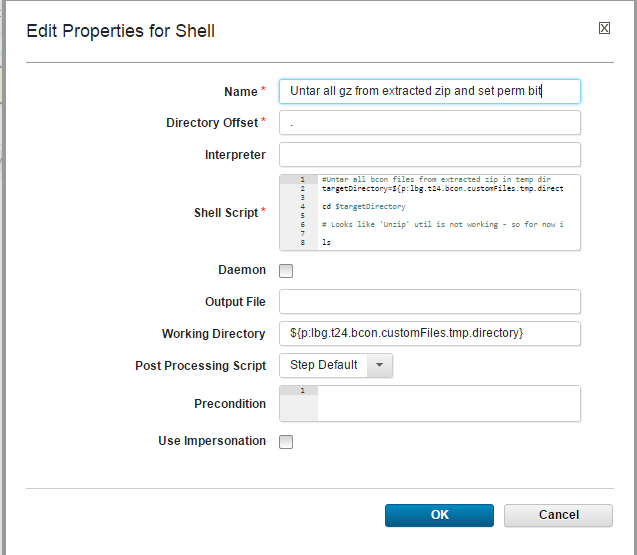 Edit Properties for Shell
Name * Untar all gz from extracted zip and set perm bit
Directory Offset * .
Interpreter
Shell Script *
1 #Untar all bcon files from extracted zip in temp dir
2 targetDirectory=${p:lbg.t24.bcon.customFiles.tmp.direct
3
4 cd $targetDirectory
5
6 # Looks like 'Unzip' util is not working - so for now i
7
8 ls
Daemon
Output File
Working Directory ${p:lbg.t24.bcon.customFiles.tmp.directory}
Post Processing Script Step Default
Precondition 1
Use Impersonation
OK Cancel